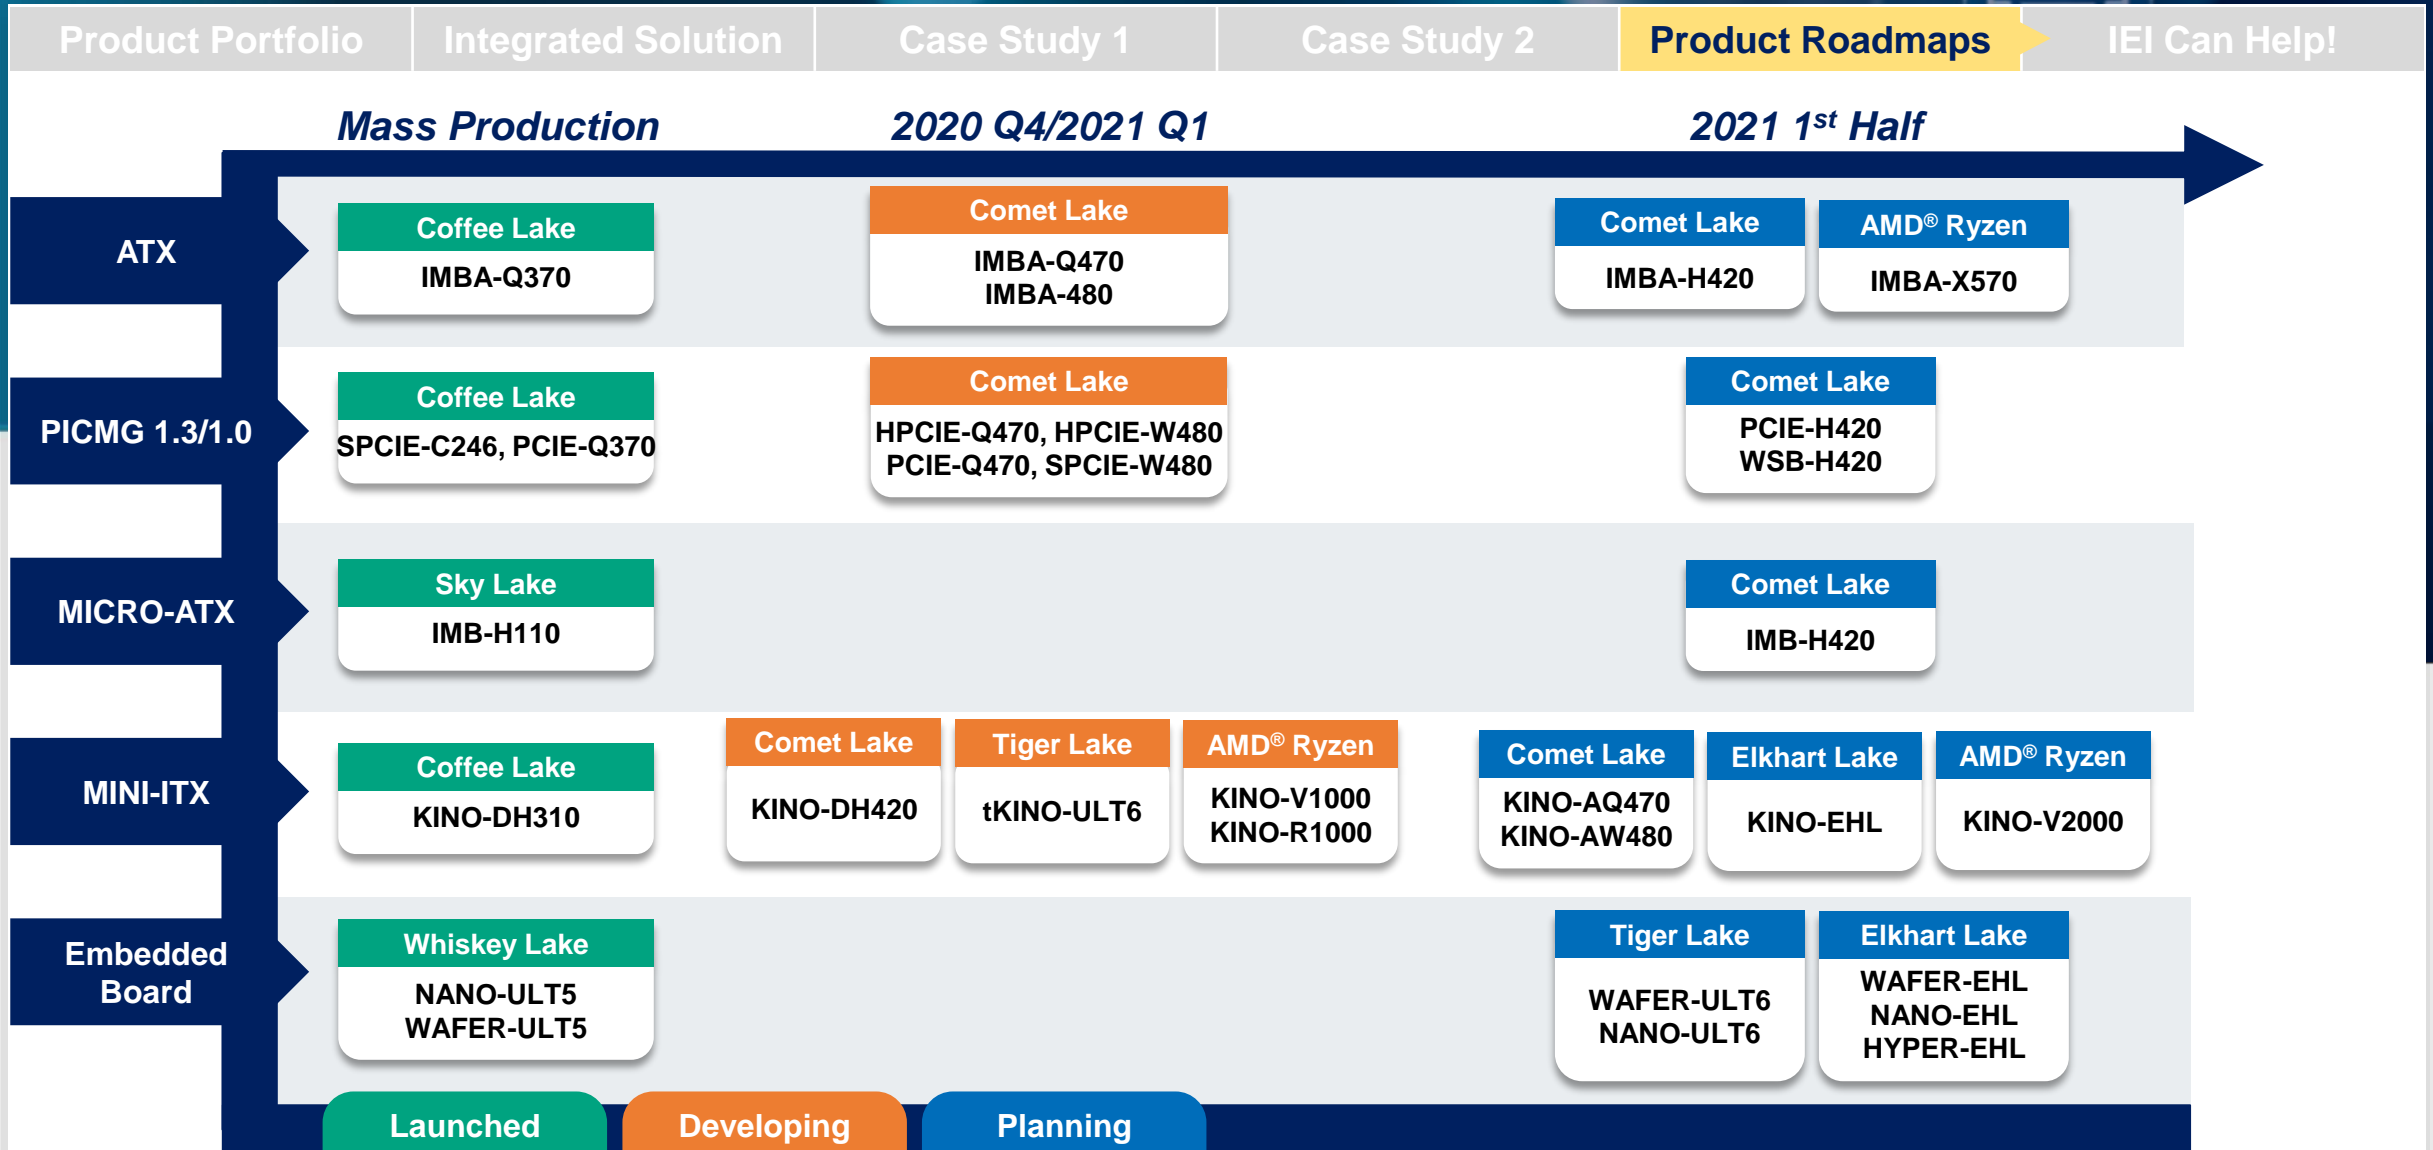 Product Portfolio
Integrated Solution
Case Study 1
Case Study 2
Product Roadmaps
IEI Can Help!
Mass Production
2020 Q4/2021 Q1
2021 1st Half
ATX
Coffee Lake
IMBA-Q370
Comet Lake
IMBA-Q470
IMBA-480
Comet Lake
IMBA-H420
AMD® Ryzen
IMBA-X570
PICMG 1.3/1.0
Coffee Lake
SPCIE-C246, PCIE-Q370
Comet Lake
HPCIE-Q470, HPCIE-W480
PCIE-Q470, SPCIE-W480
Comet Lake
PCIE-H420
WSB-H420
MICRO-ATX
Sky Lake
IMB-H110
Comet Lake
IMB-H420
MINI-ITX
Coffee Lake
KINO-DH310
Comet Lake
KINO-DH420
Tiger Lake
tKINO-ULT6
AMD® Ryzen
KINO-V1000
KINO-R1000
Comet Lake
KINO-AQ470
KINO-AW480
Elkhart Lake
KINO-EHL
AMD® Ryzen
KINO-V2000
Embedded
Board
Whiskey Lake
NANO-ULT5
WAFER-ULT5
Tiger Lake
WAFER-ULT6
NANO-ULT6
Elkhart Lake
WAFER-EHL
NANO-EHL
HYPER-EHL
Launched
Developing
Planning